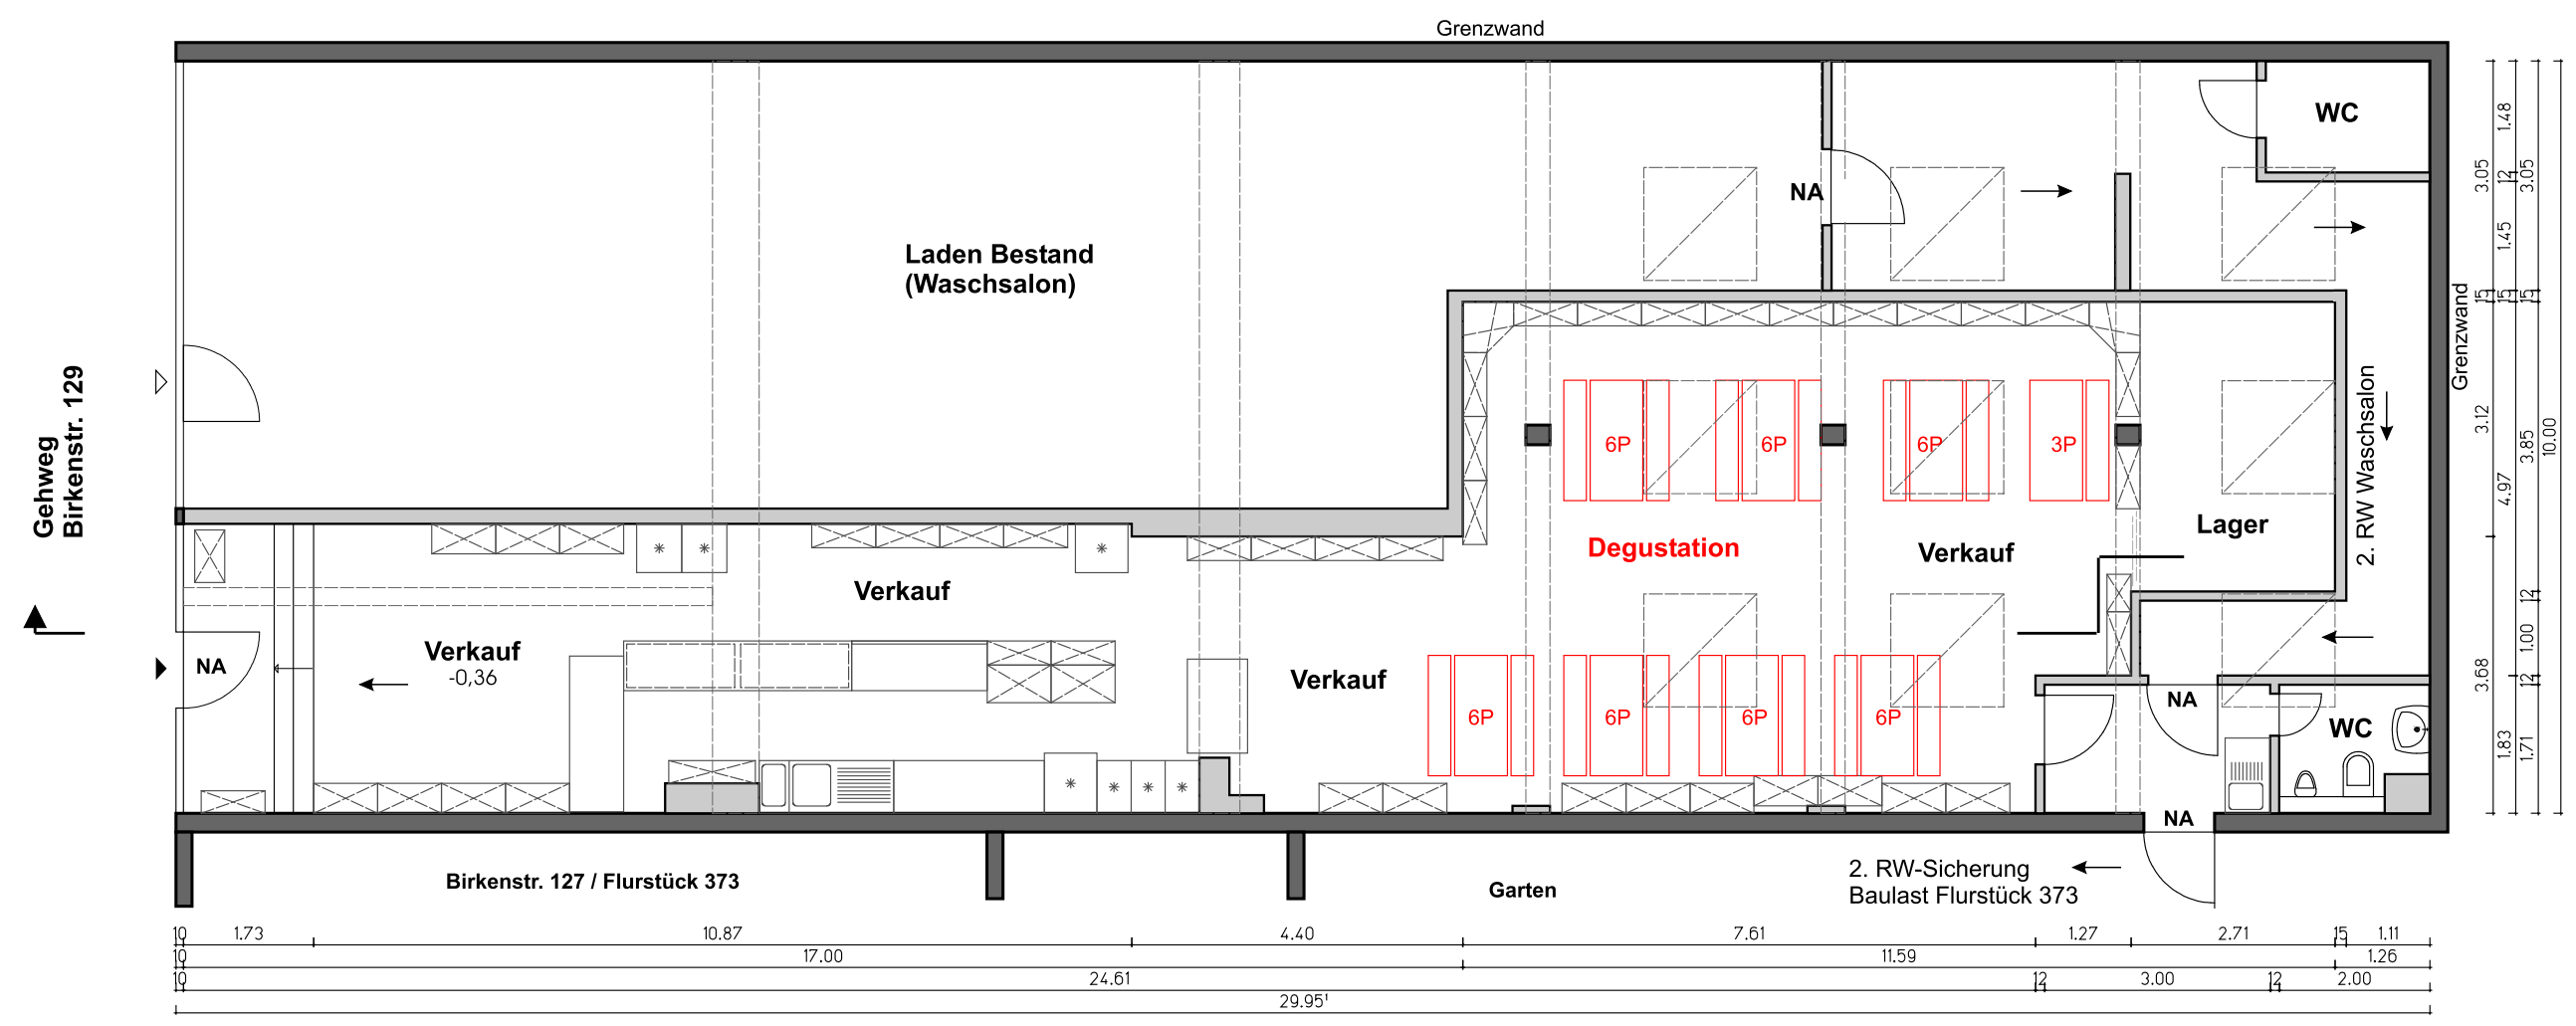 Grenzwand
WC
NA
Laden Bestand
(Waschsalon)
Gehweg
Birkenstr. 129
Grenzwand
2. RW Waschsalon
6P
6P
6P
3P
Degustation
Verkauf
Lager
Verkauf
Verkauf
-0,36
NA
Verkauf
6P
6P
6P
6P
NA
WC
NA
Birkenstr. 127 / Flurstück 373
Garten
2. RW-Sicherung
Baulast Flurstück 373
10 1.73 10.87 4.40 7.61 1.27 2.71 15 1.11
10 17.00 11.59 1.26
10 24.61 12 3.00 12 2.00
29.95¹
3.05 15 3.12 3.68
1.48 12 1.45 15 4.97 12 1.83
3.05 15 3.85 12 1.00 12 1.71
10.00